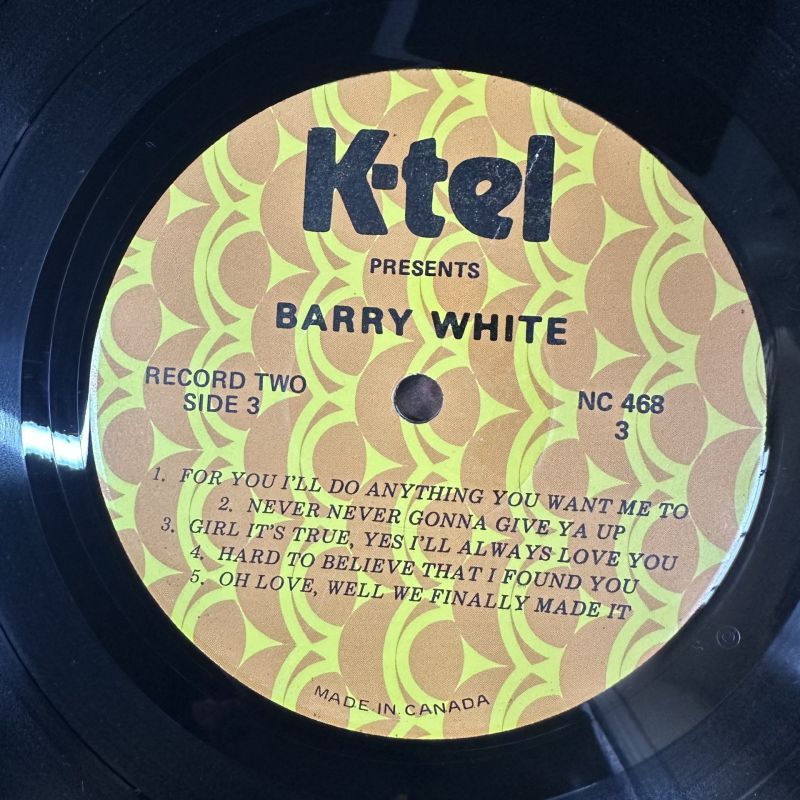 K-tel
PRESENTS
BARRY WHITE
RECORD TWO
SIDE 3
NC 468
3
1. FOR YOU I'LL DO ANYTHING YOU WANT ME TO
2. NEVER NEVER GONNA GIVE YA UP
3. GIRL IT'S TRUE, YES I'LL ALWAYS LOVE YOU
4. HARD TO BELIEVE THAT I FOUND YOU
5. OH LOVE, WELL WE FINALLY MADE IT
MADE IN CANADA